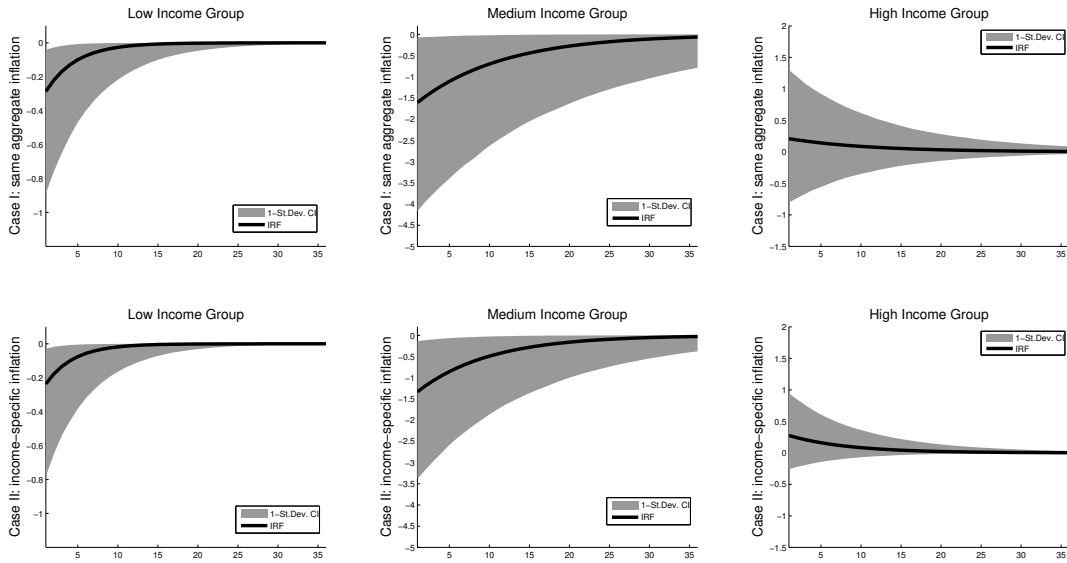 Low Income Group
Medium Income Group
High Income Group
Case I: same aggregate inflation
0
−0.2
−0.4
−0.6
−0.8
−1
1−St.Dev. CI
IRF
5 10 15 20 25 30 35
Case I: same aggregate inflation
0
−0.5
−1
−1.5
−2
−2.5
−3
−3.5
−4
−4.5
−5
1−St.Dev. CI
IRF
5 10 15 20 25 30 35
Case I: same aggregate inflation
2
1.5
1
0.5
0
−0.5
−1
−1.5
1−St.Dev. CI
IRF
5 10 15 20 25 30 35
Low Income Group
Medium Income Group
High Income Group
Case II: income−specific inflation
0
−0.2
−0.4
−0.6
−0.8
−1
1−St.Dev. CI
IRF
5 10 15 20 25 30 35
Case II: income−specific inflation
0
−0.5
−1
−1.5
−2
−2.5
−3
−3.5
−4
−4.5
−5
1−St.Dev. CI
IRF
5 10 15 20 25 30 35
Case II: income−specific inflation
2
1.5
1
0.5
0
−0.5
−1
−1.5
1−St.Dev. CI
IRF
5 10 15 20 25 30 35